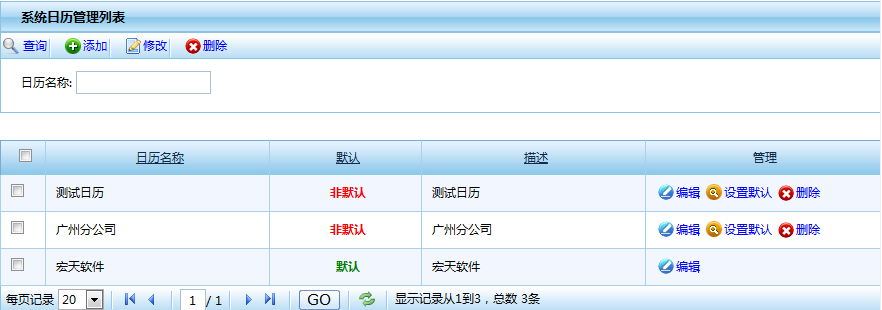 系统日历管理列表
查询 添加 修改 删除
日历名称:
日历名称 默认 描述 管理
测试日历 非默认 测试日历 编辑 设置默认 删除
广州分公司 非默认 广州分公司 编辑 设置默认 删除
宏天软件 默认 宏天软件 编辑
每页记录 20 1 / 1 GO 显示记录从1到3，总数 3条